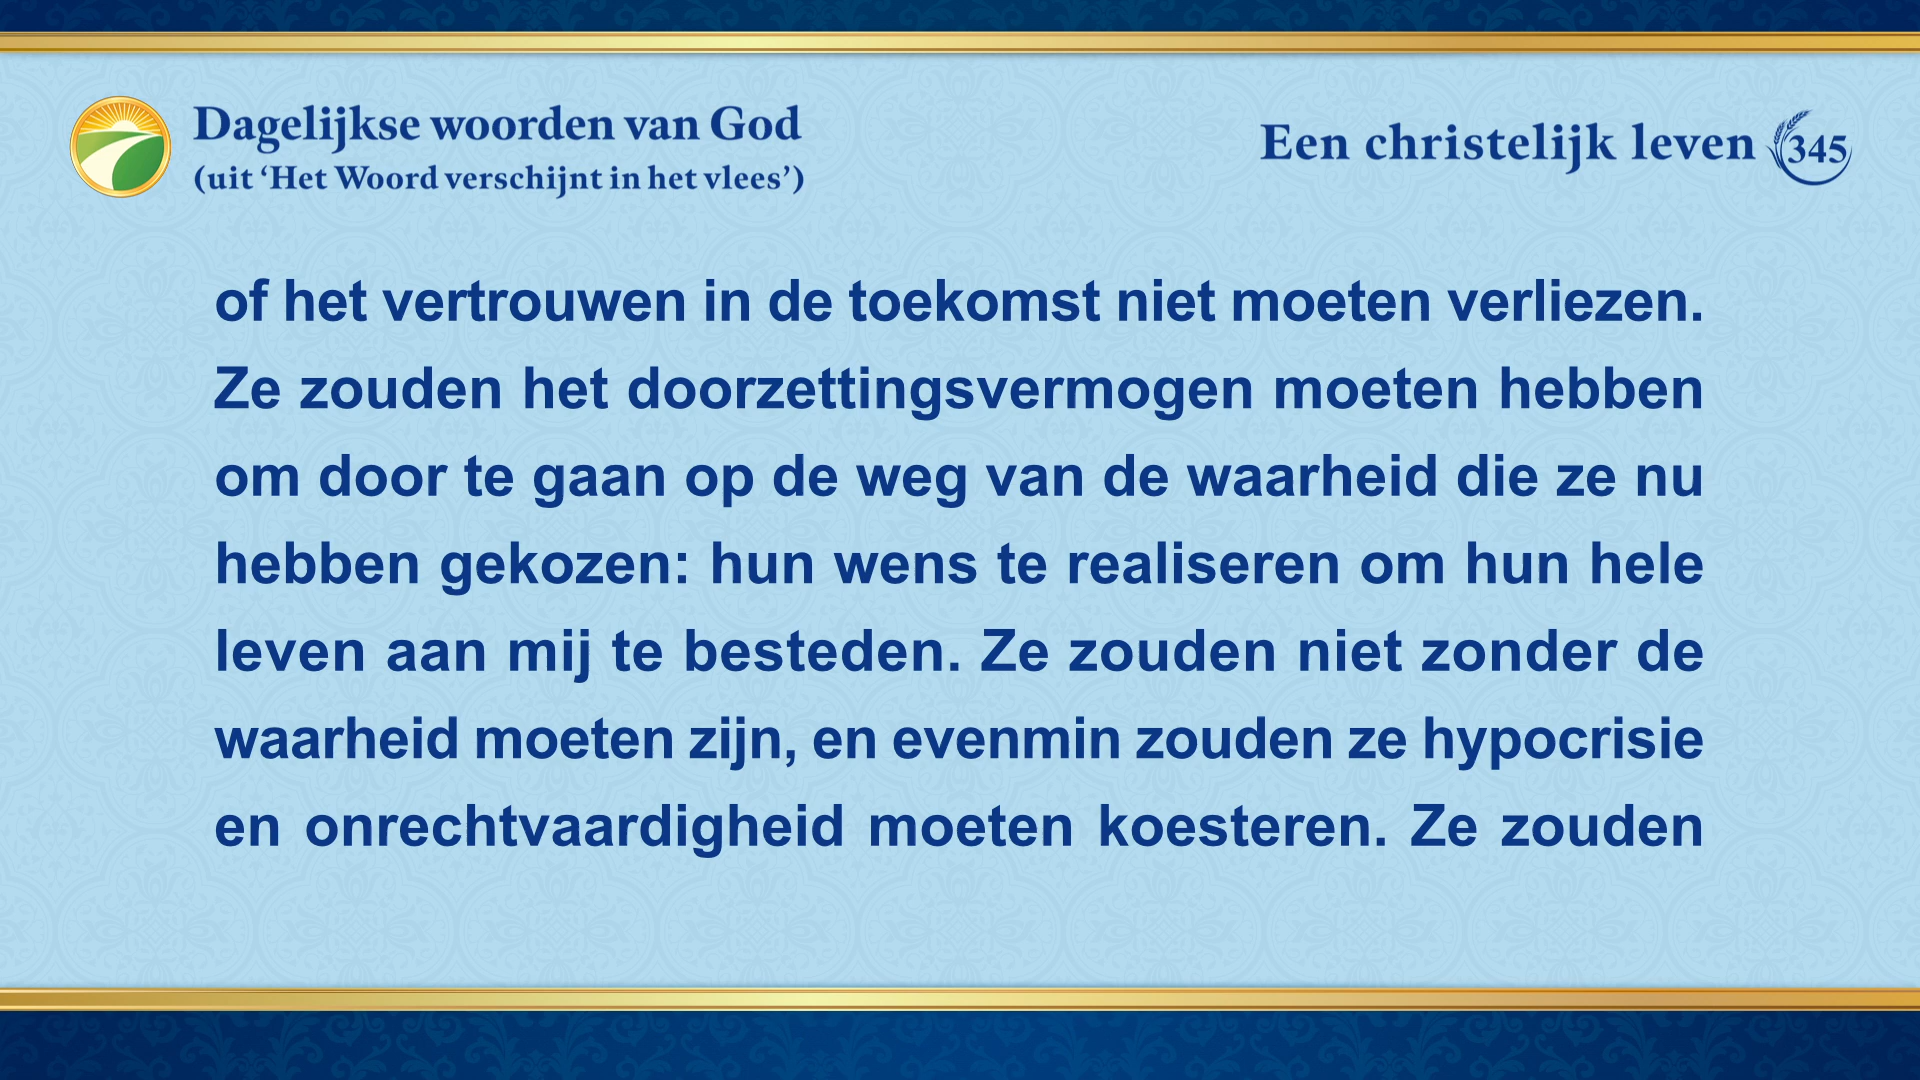 Dagelijkse woorden van God
(uit ‘Het Woord verschijnt in het vlees’)
Een christelijk leven 345
of het vertrouwen in de toekomst niet moeten verliezen.
Ze zouden het doorzettingsvermogen moeten hebben
om door te gaan op de weg van de waarheid die ze nu
hebben gekozen: hun wens te realiseren om hun hele
leven aan mij te besteden. Ze zouden niet zonder de
waarheid moeten zijn, en evenmin zouden ze hypocrisie
en onrechtvaardigheid moeten koesteren. Ze zouden